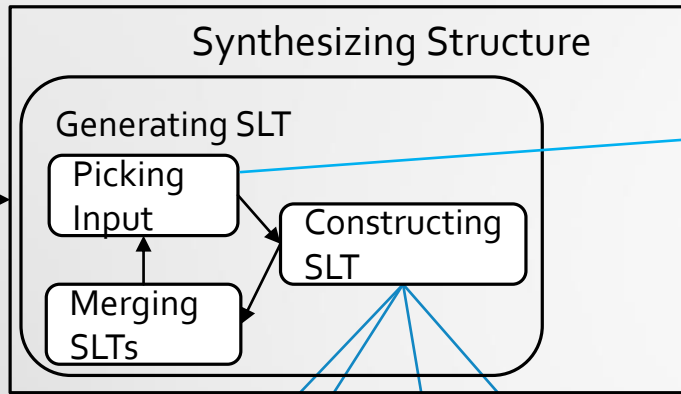 Synthesizing Structure
Generating SLT
Picking
Input
Constructing
SLT
Merging
SLTs